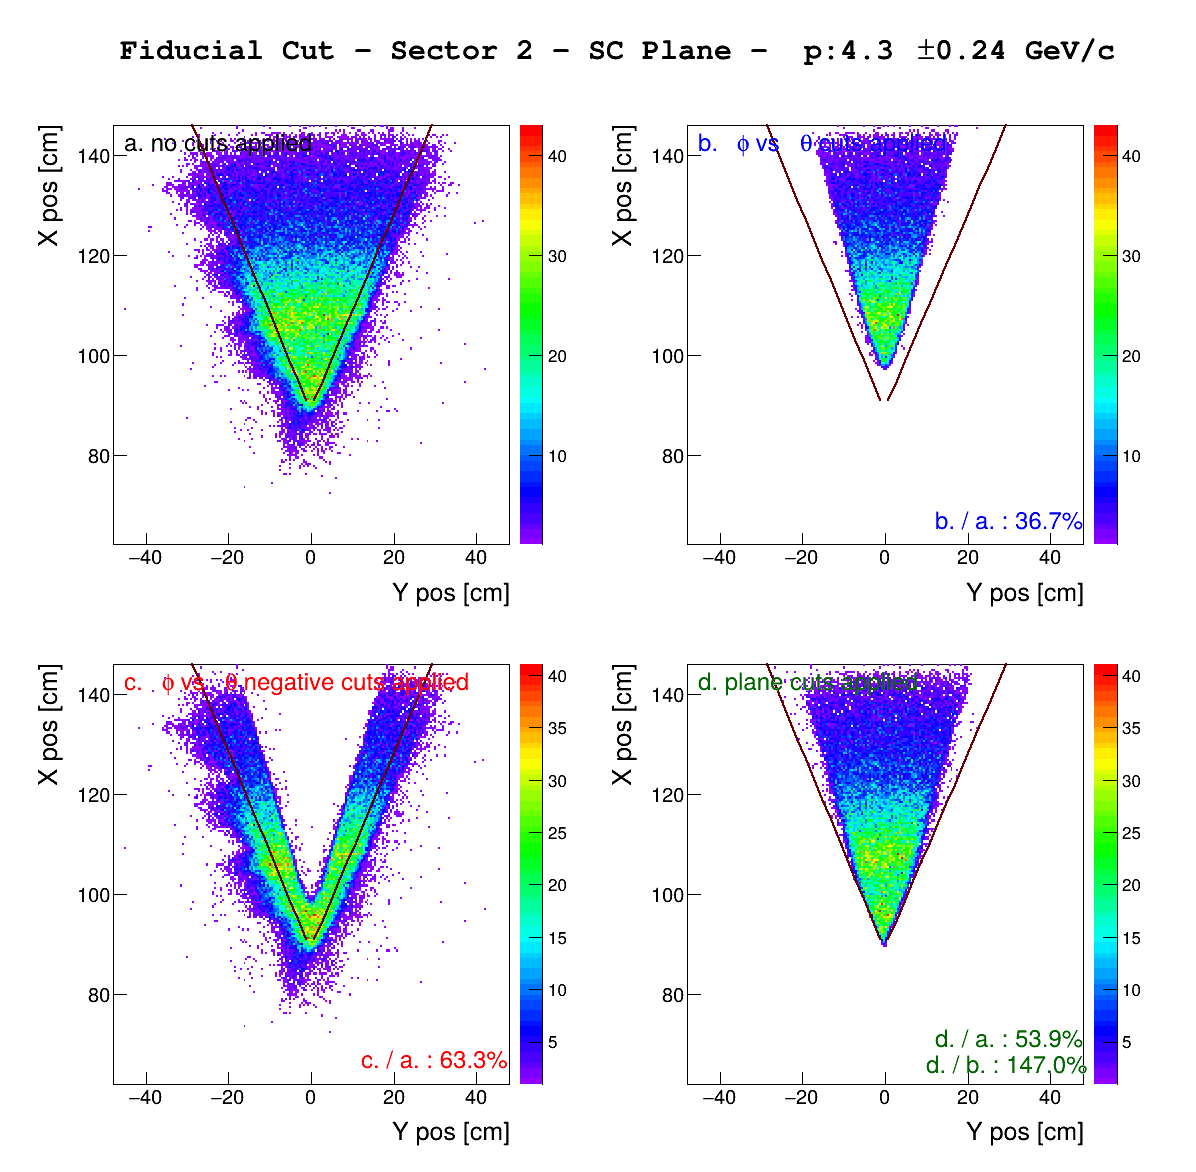 Fiducial Cut – Sector 2 – SC Plane – p:4.3 ±0.24 GeV/c
a. no cuts applied
X pos [cm]
140
120
100
80
−40 −20 0 20 40
Y pos [cm]
40
30
20
10
b. ϕ vs θ cuts applied
X pos [cm]
140
120
100
80
b. / a. : 36.7%
−40 −20 0 20 40
Y pos [cm]
40
30
20
10
c. ϕ vs θ negative cuts applied
X pos [cm]
140
120
100
80
c. / a. : 63.3%
−40 −20 0 20 40
Y pos [cm]
40
35
30
25
20
15
10
5
d. plane cuts applied
X pos [cm]
140
120
100
80
d. / a. : 53.9%
d. / b. : 147.0%
−40 −20 0 20 40
Y pos [cm]
40
35
30
25
20
15
10
5